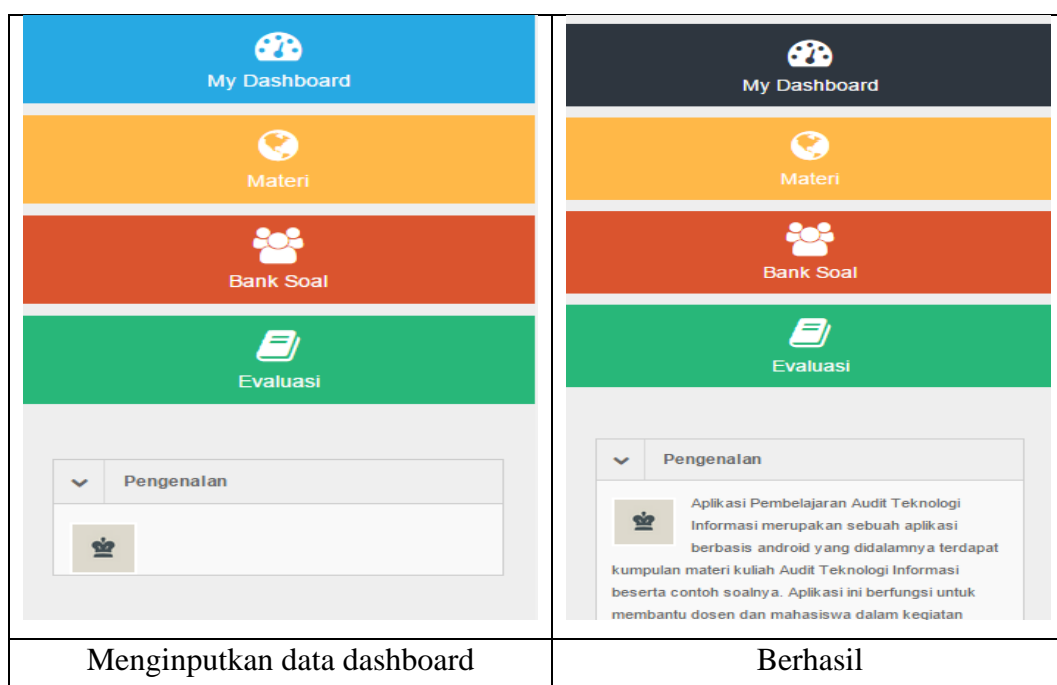 My Dashboard
Materi
Bank Soal
Evaluasi
Pengenalan
My Dashboard
Materi
Bank Soal
Evaluasi
Pengenalan
Aplikasi Pembelajaran Audit Teknologi
Informasi merupakan sebuah aplikasi
berbasis android yang didalamnya terdapat
kumpulan materi kuliah Audit Teknologi Informasi
beserta contoh soalnya. Aplikasi ini berfungsi untuk
membantu dosen dan mahasiswa dalam kegiatan
Menginputkan data dashboard
Berhasil